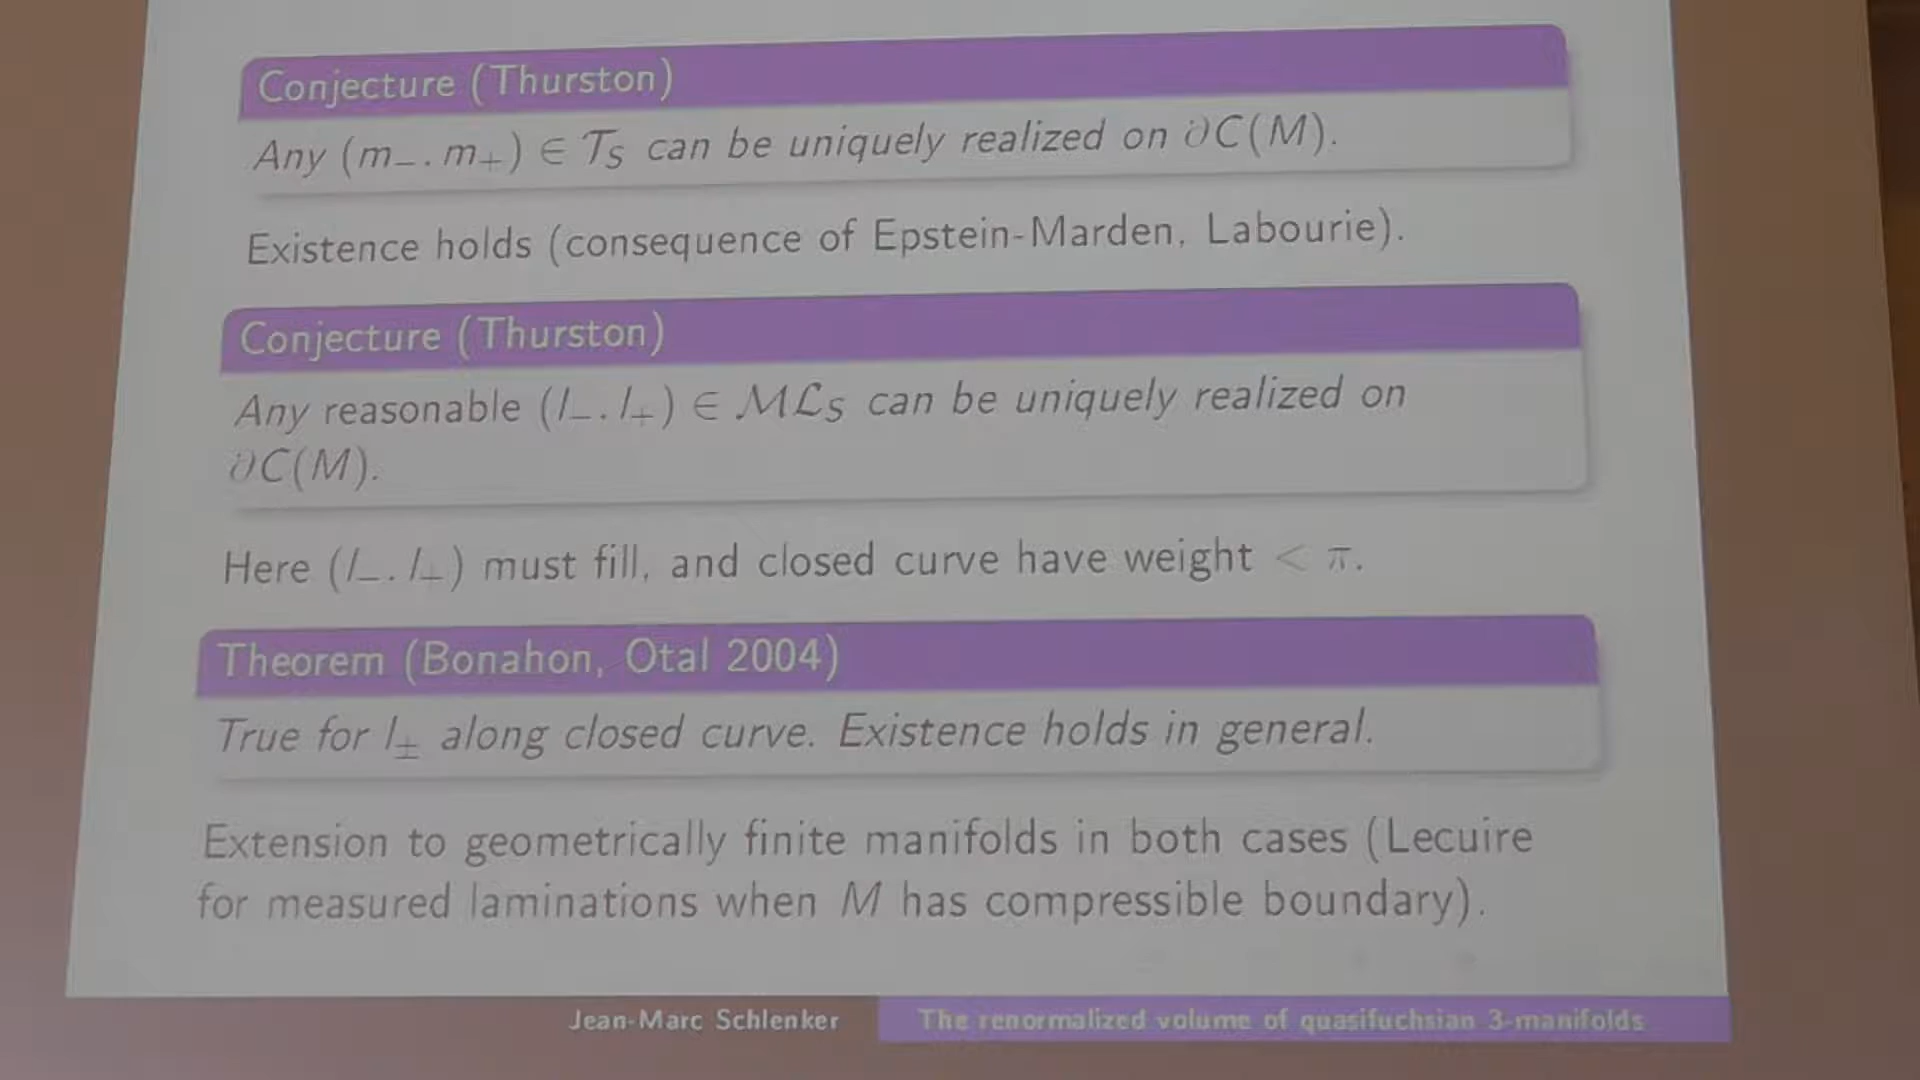 Conjecture (Thurston)
Any (m₋, m₊) ∈ 𝒯_S can be uniquely realized on ∂C(M).
Existence holds (consequence of Epstein-Marden, Labourie).
Conjecture (Thurston)
Any reasonable (l₋, l₊) ∈ ℳℒ_S can be uniquely realized on
∂C(M).
Here (l₋, l₊) must fill, and closed curve have weight < π.
Theorem (Bonahon, Otal 2004)
True for l± along closed curve. Existence holds in general.
Extension to geometrically finite manifolds in both cases (Lecuire
for measured laminations when M has compressible boundary).
Jean-Marc Schlenker The renormalized volume of quasifuchsian 3-manifolds